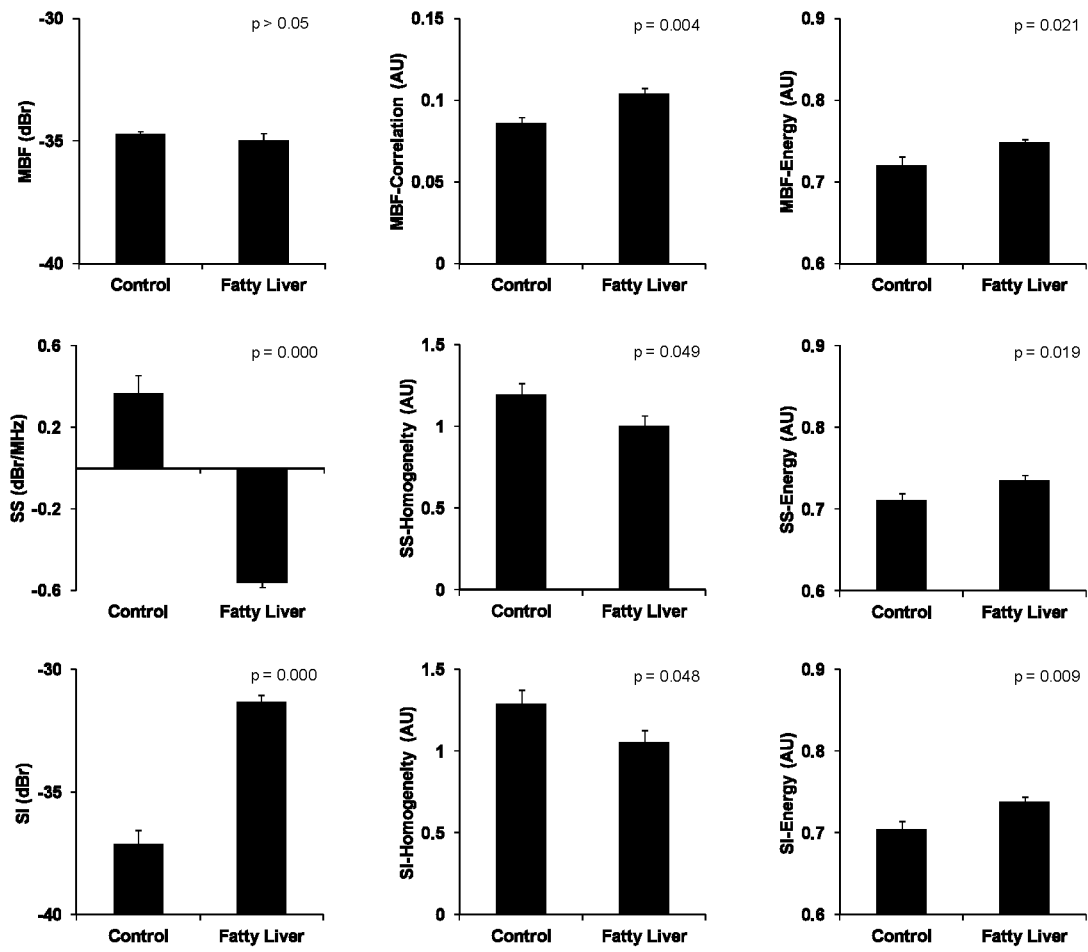 -30
p > 0.05
MBF (dBr)
-35
-40
Control
Fatty Liver
0.15
p = 0.004
MBF-Correlation (AU)
0.1
0.05
0
Control
Fatty Liver
0.9
p = 0.021
MBF-Energy (AU)
0.8
0.7
0.6
Control
Fatty Liver
0.6
p = 0.000
SS (dBr/MHz)
0.2
-0.2
-0.6
Control
Fatty Liver
1.5
p = 0.049
SS-Homogeneity (AU)
1
0.5
0
Control
Fatty Liver
0.9
p = 0.019
SS-Energy (AU)
0.8
0.7
0.6
Control
Fatty Liver
-30
p = 0.000
SI (dBr)
-35
-40
Control
Fatty Liver
1.5
p = 0.048
SI-Homogeneity (AU)
1
0.5
0
Control
Fatty Liver
0.9
p = 0.009
SI-Energy (AU)
0.8
0.7
0.6
Control
Fatty Liver